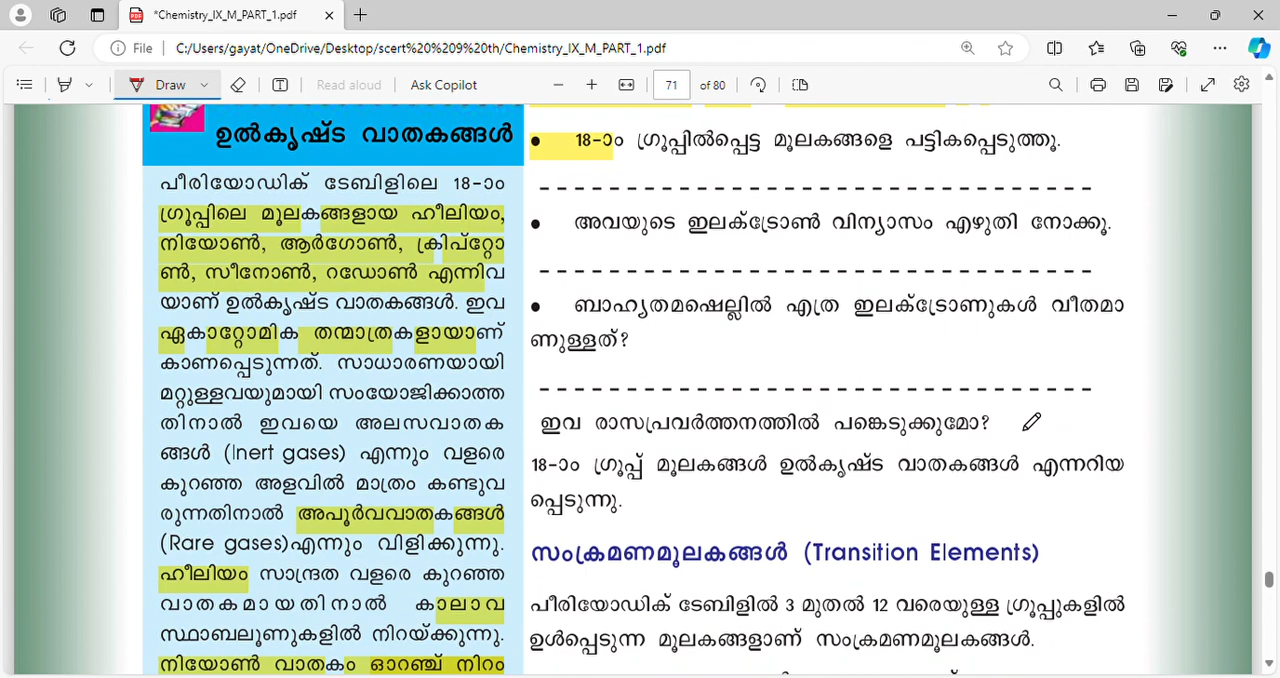 *Chemistry_IX_M_PART_1.pdf
File C:/Users/gayat/OneDrive/Desktop/scert%20%209%20th/Chemistry_IX_M_PART_1.pdf
Draw Read aloud Ask Copilot 71 of 80
ഉൽകൃഷ്ട വാതകങ്ങൾ
പീരിയോഡിക് ടേബിളിലെ 18-ാം
ഗ്രൂപ്പിലെ മൂലകങ്ങളായ ഹീലിയം,
നിയോൺ, ആർഗോൺ, ക്രിപ്റ്റോ
ൺ, സീനോൺ, റഡോൺ എന്നിവ
യാണ് ഉൽകൃഷ്ട വാതകങ്ങൾ. ഇവ
ഏകാറ്റോമിക തന്മാത്രകളായാണ്
കാണപ്പെടുന്നത്. സാധാരണയായി
മറ്റുള്ളവയുമായി സംയോജിക്കാത്ത
തിനാൽ ഇവയെ അലസവാതക
ങ്ങൾ (Inert gases) എന്നും വളരെ
കുറഞ്ഞ അളവിൽ മാത്രം കണ്ടുവ
രുന്നതിനാൽ അപൂർവവാതകങ്ങൾ
(Rare gases)എന്നും വിളിക്കുന്നു.
ഹീലിയം സാന്ദ്രത വളരെ കുറഞ്ഞ
വാതകമായതിനാൽ കാലാവ
സ്ഥാബലൂണുകളിൽ നിറയ്ക്കുന്നു.
നിയോൺ വാതകം ഓറഞ്ച് നിറം
• 18-ാം ഗ്രൂപ്പിൽപ്പെട്ട മൂലകങ്ങളെ പട്ടികപ്പെടുത്തൂ.
• അവയുടെ ഇലക്ട്രോൺ വിന്യാസം എഴുതി നോക്കൂ.
• ബാഹ്യതമഷെല്ലിൽ എത്ര ഇലക്ട്രോണുകൾ വീതമാ
ണുള്ളത്?
ഇവ രാസപ്രവർത്തനത്തിൽ പങ്കെടുക്കുമോ?
18-ാം ഗ്രൂപ്പ് മൂലകങ്ങൾ ഉൽകൃഷ്ട വാതകങ്ങൾ എന്നറിയ
പ്പെടുന്നു.
സംക്രമണമൂലകങ്ങൾ (Transition Elements)
പീരിയോഡിക് ടേബിളിൽ 3 മുതൽ 12 വരെയുള്ള ഗ്രൂപ്പുകളിൽ
ഉൾപ്പെടുന്ന മൂലകങ്ങളാണ് സംക്രമണമൂലകങ്ങൾ.